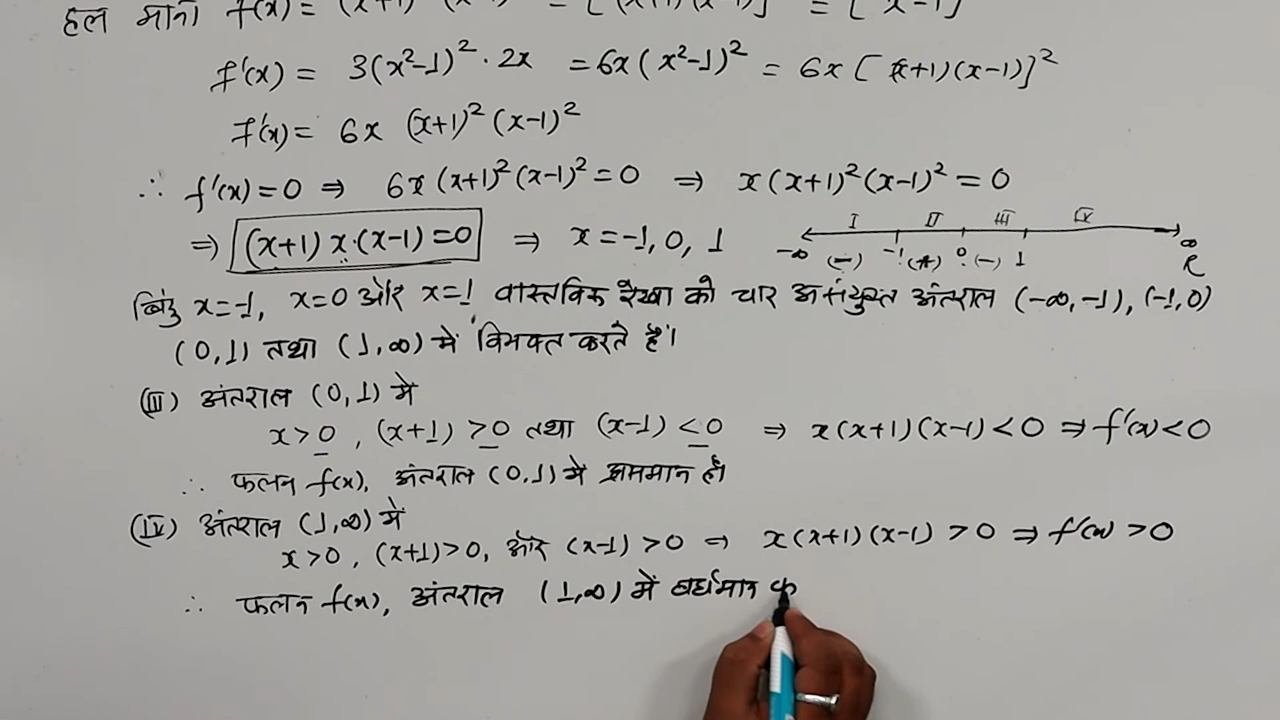 हल माना f(x) = (x+1) (x-1) = [(x+1)(x-1)] = [x-1]
f'(x) = 3(x²-1)² · 2x = 6x(x²-1)² = 6x[(x+1)(x-1)]²
f'(x) = 6x (x+1)² (x-1)²
∴ f'(x) = 0 ⇒ 6x(x+1)²(x-1)² = 0 ⇒ x(x+1)²(x-1)² = 0
⇒ (x+1) x·(x-1) = 0 ⇒ x = -1, 0, 1
I II III IV
-∞ (-) -1 (+) 0 (-) 1 ∞
R
बिंदु x=-1, x=0 और x=1 वास्तविक रेखा को चार असंयुक्त अंतराल (-∞,-1), (-1,0)
(0,1) तथा (1,∞) में विभक्त करते है।
(III) अंतराल (0,1) में
x>0, (x+1) >0 तथा (x-1) <0 ⇒ x(x+1)(x-1)<0 ⇒ f'(x)<0
∴ फलन f(x), अंतराल (0,1) में ह्रासमान है।
(IV) अंतराल (1,∞) में
x>0, (x+1)>0, और (x-1)>0 ⇒ x(x+1)(x-1)>0 ⇒ f'(x)>0
∴ फलन f(x), अंतराल (1,∞) में वर्धमान फ